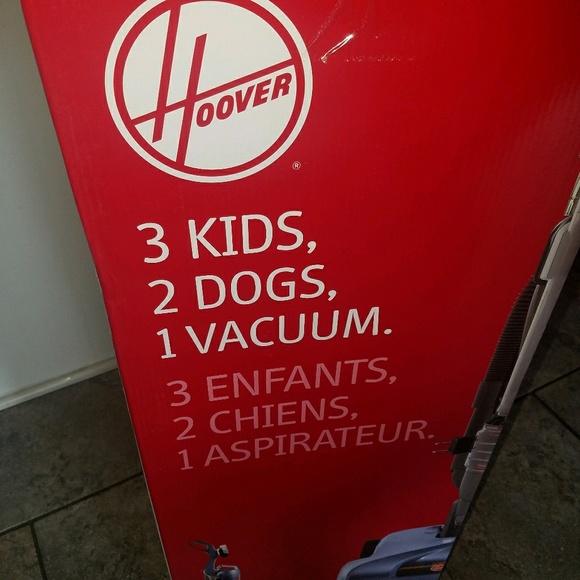 HOOVER
®
3 KIDS,
2 DOGS,
1 VACUUM.
3 ENFANTS,
2 CHIENS,
1 ASPIRATEUR.